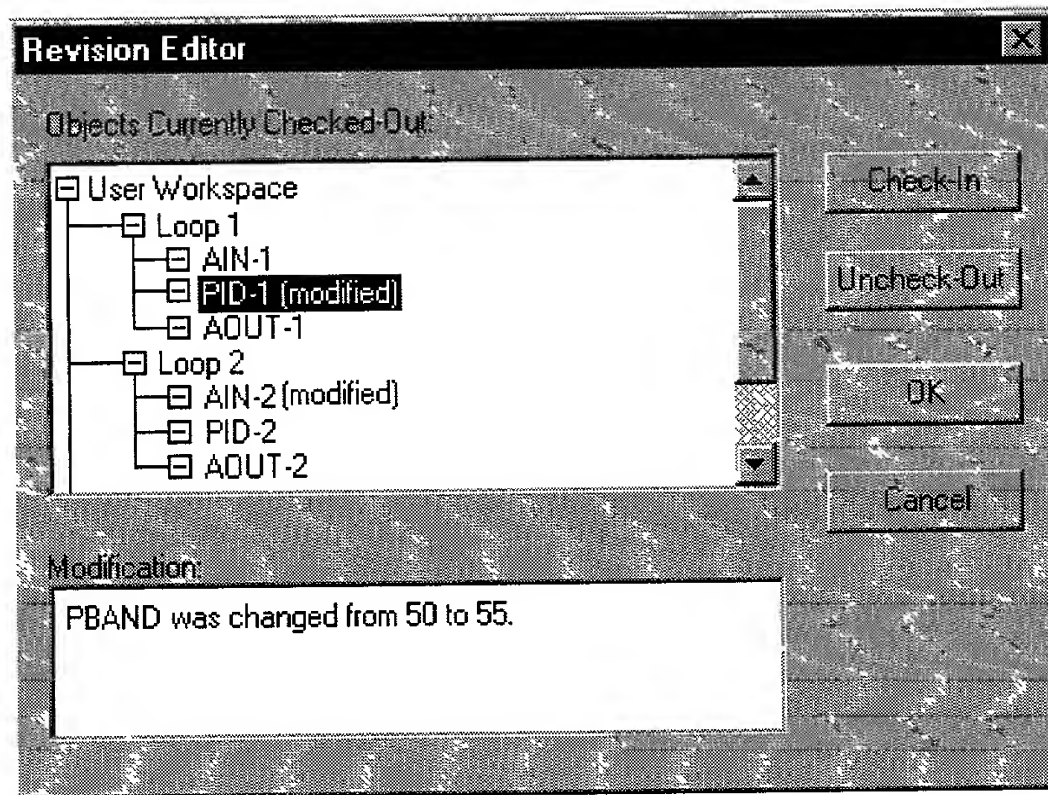 Revision Editor
Objects Currently Checked-Out:
User Workspace
Loop 1
AIN-1
PID-1 (modified)
AOUT-1
Loop 2
AIN-2 (modified)
PID-2
AOUT-2
Check-In
Uncheck-Out
OK
Cancel
Modification:
PBAND was changed from 50 to 55.